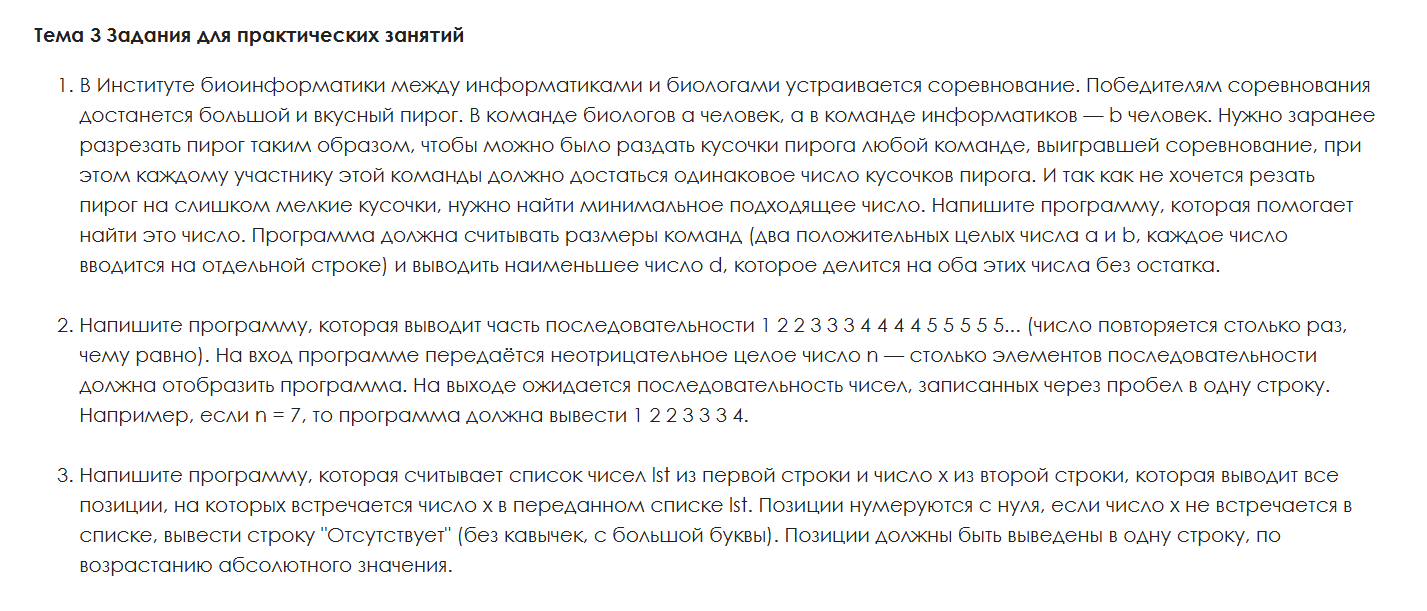 Тема 3 Задания для практических занятий
1. В Институте биоинформатики между информатиками и биологами устраивается соревнование. Победителям соревнования
достанется большой и вкусный пирог. В команде биологов a человек, а в команде информатиков — b человек. Нужно заранее
разрезать пирог таким образом, чтобы можно было раздать кусочки пирога любой команде, выигравшей соревнование, при
этом каждому участнику этой команды должно достаться одинаковое число кусочков пирога. И так как не хочется резать
пирог на слишком мелкие кусочки, нужно найти минимальное подходящее число. Напишите программу, которая помогает
найти это число. Программа должна считывать размеры команд (два положительных целых числа a и b, каждое число
вводится на отдельной строке) и выводить наименьшее число d, которое делится на оба этих числа без остатка.
2. Напишите программу, которая выводит часть последовательности 1 2 2 3 3 3 4 4 4 4 5 5 5 5 5... (число повторяется столько раз,
чему равно). На вход программе передаётся неотрицательное целое число n — столько элементов последовательности
должна отобразить программа. На выходе ожидается последовательность чисел, записанных через пробел в одну строку.
Например, если n = 7, то программа должна вывести 1 2 2 3 3 3 4.
3. Напишите программу, которая считывает список чисел lst из первой строки и число x из второй строки, которая выводит все
позиции, на которых встречается число x в переданном списке lst. Позиции нумеруются с нуля, если число x не встречается в
списке, вывести строку "Отсутствует" (без кавычек, с большой буквы). Позиции должны быть выведены в одну строку, по
возрастанию абсолютного значения.